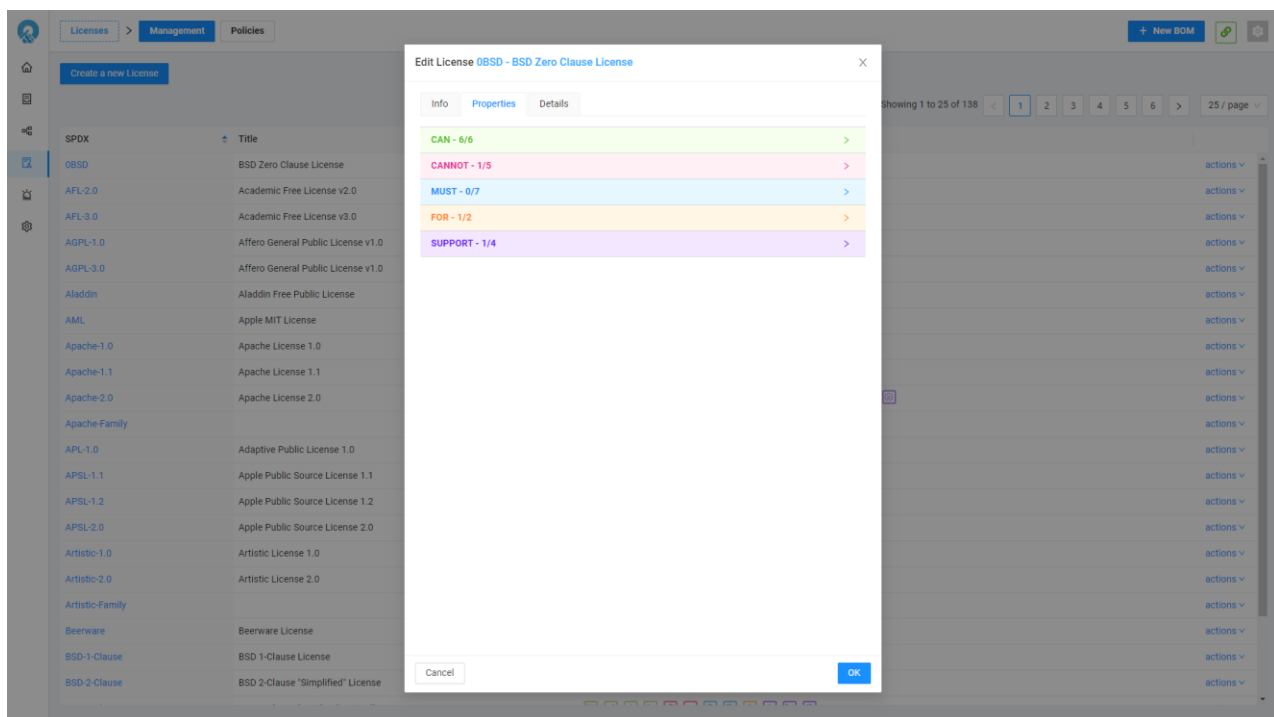 Licenses > Management Policies + New BOM
Edit License 0BSD - BSD Zero Clause License X
Create a new License
Info Properties Details
Showing 1 to 25 of 138 < 1 2 3 4 5 6 > 25 / page
SPDX Title
CAN - 6/6 >
CANNOT - 1/5 >
MUST - 0/7 >
FOR - 1/2 >
SUPPORT - 1/4 >
0BSD BSD Zero Clause License actions
AFL-2.0 Academic Free License v2.0 actions
AFL-3.0 Academic Free License v3.0 actions
AGPL-1.0 Affero General Public License v1.0 actions
AGPL-3.0 Affero General Public License v1.0 actions
Aladdin Aladdin Free Public License actions
AML Apple MIT License actions
Apache-1.0 Apache License 1.0 actions
Apache-1.1 Apache License 1.1 actions
Apache-2.0 Apache License 2.0 actions
Apache-Family actions
APL-1.0 Adaptive Public License 1.0 actions
APSL-1.1 Apple Public Source License 1.1 actions
APSL-1.2 Apple Public Source License 1.2 actions
APSL-2.0 Apple Public Source License 2.0 actions
Artistic-1.0 Artistic License 1.0 actions
Artistic-2.0 Artistic License 2.0 actions
Artistic-Family actions
Beerware Beerware License actions
BSD-1-Clause BSD 1-Clause License actions
BSD-2-Clause BSD 2-Clause "Simplified" License actions
Cancel OK